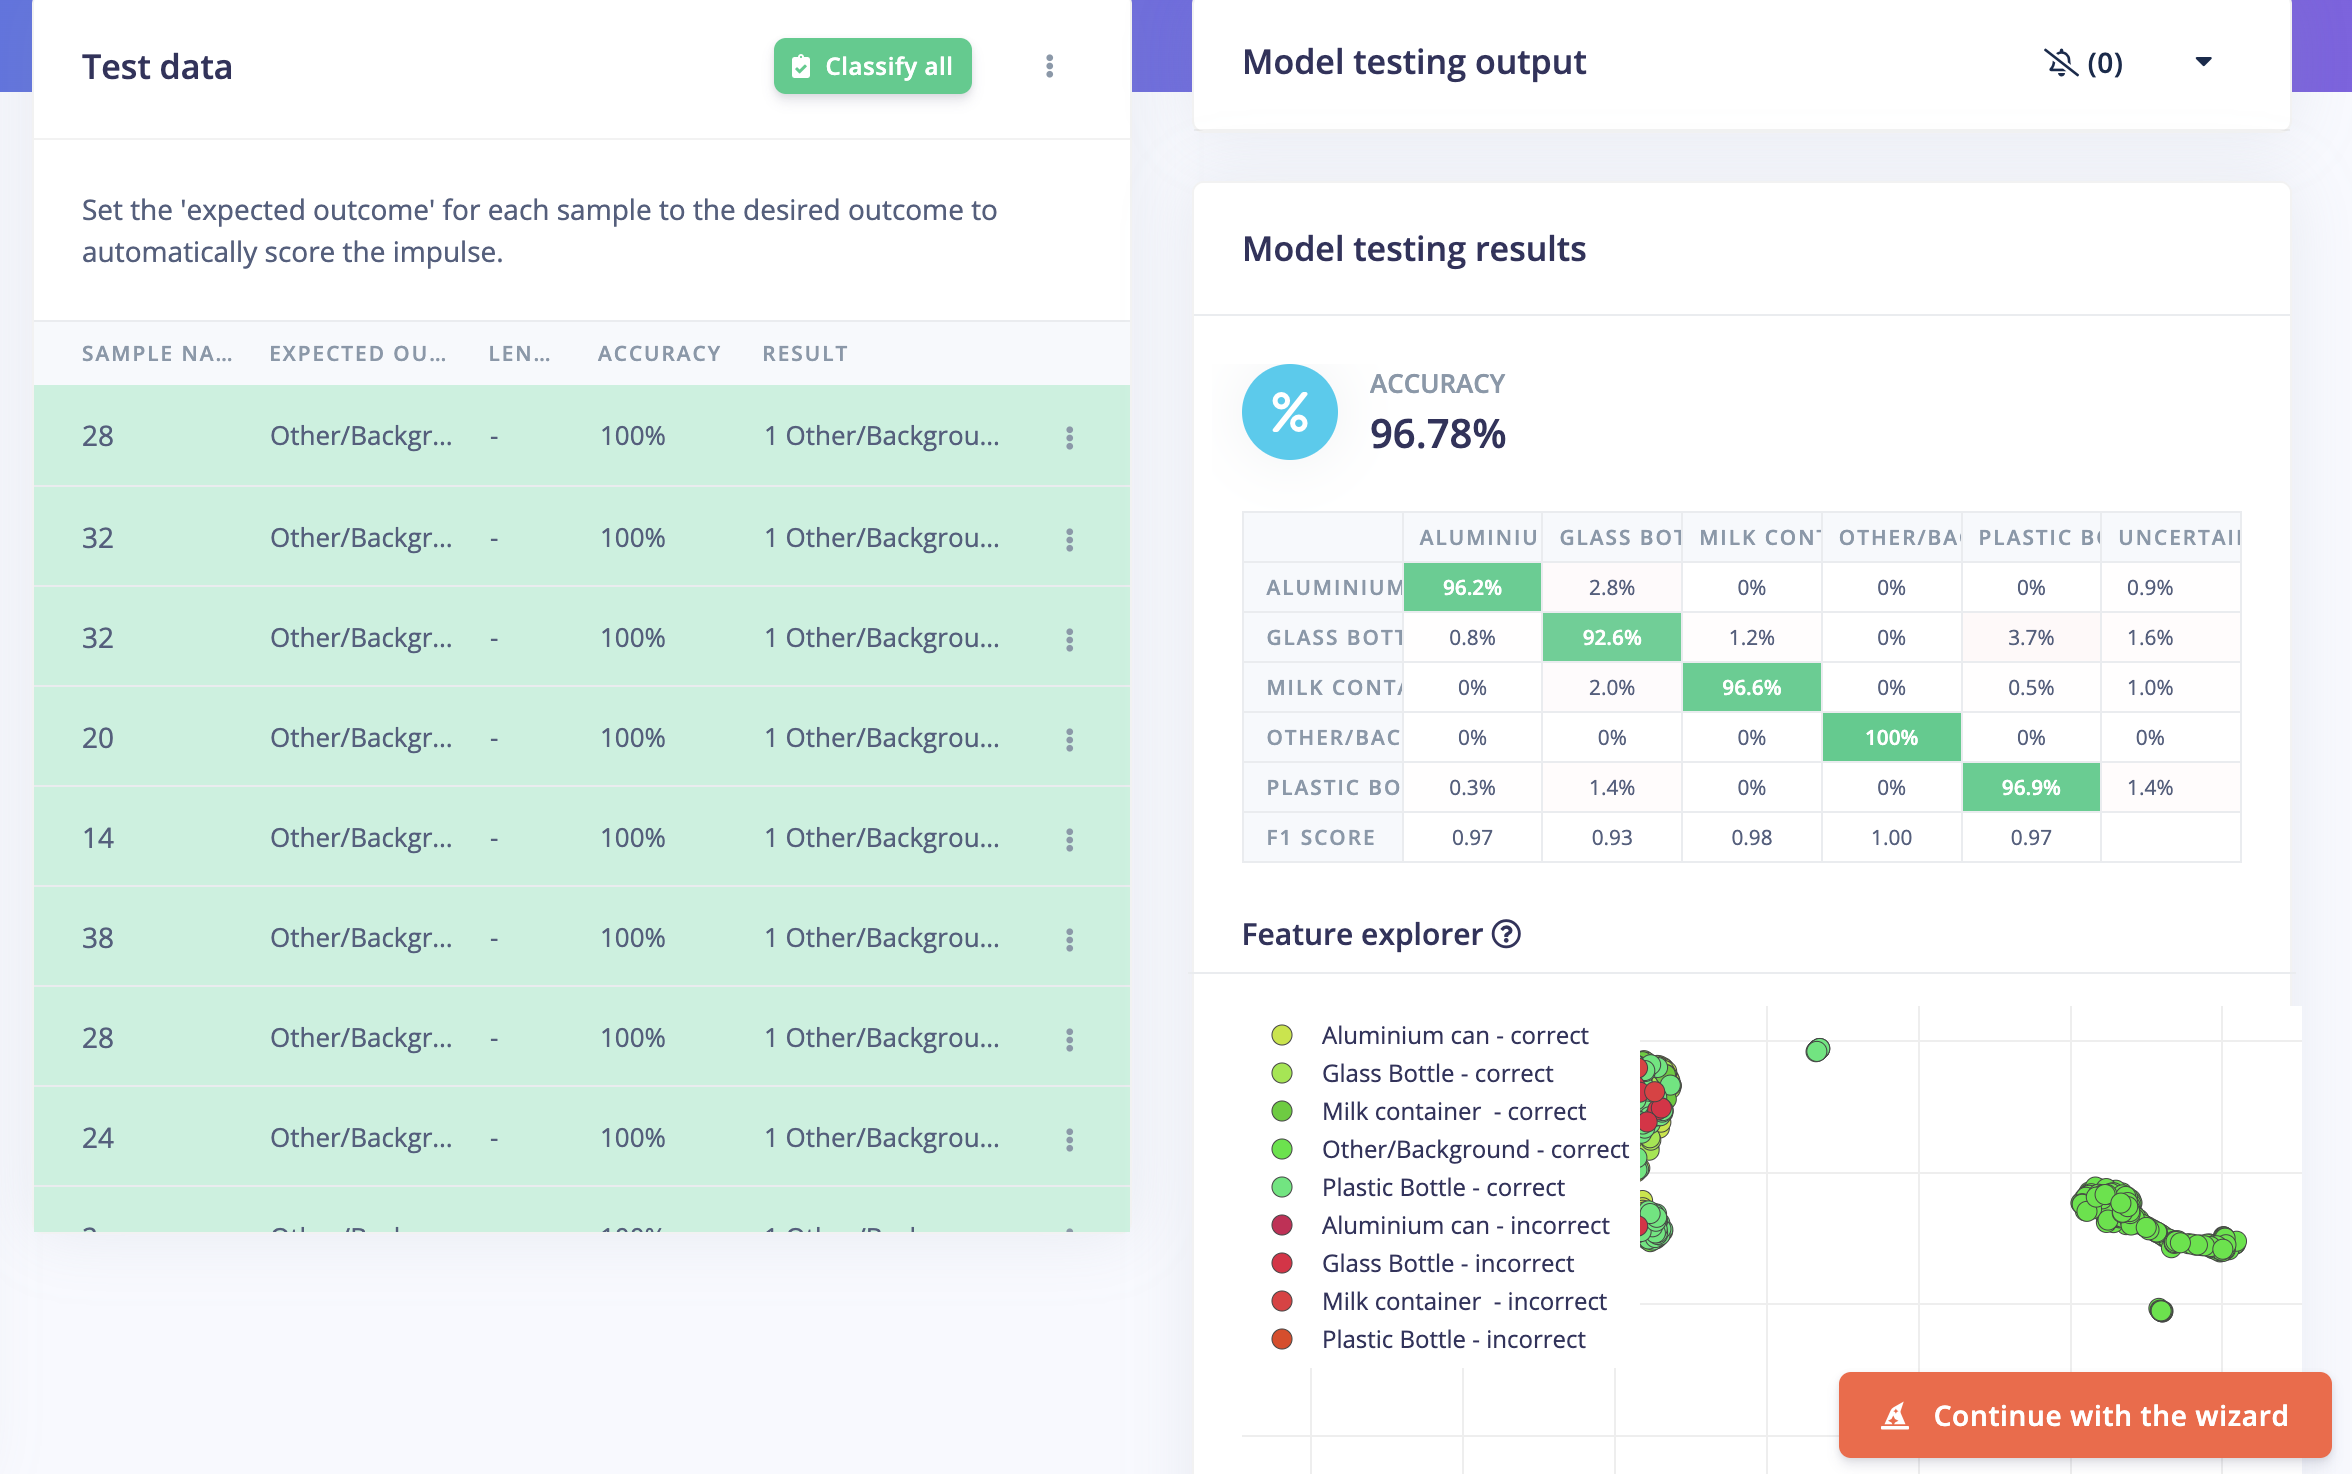 Test data
Classify all
Set the 'expected outcome' for each sample to the desired outcome to
automatically score the impulse.
SAMPLE NA... EXPECTED OU... LEN... ACCURACY RESULT
28 Other/Backgr... - 100% 1 Other/Backgrou...
32 Other/Backgr... - 100% 1 Other/Backgrou...
32 Other/Backgr... - 100% 1 Other/Backgrou...
20 Other/Backgr... - 100% 1 Other/Backgrou...
14 Other/Backgr... - 100% 1 Other/Backgrou...
38 Other/Backgr... - 100% 1 Other/Backgrou...
28 Other/Backgr... - 100% 1 Other/Backgrou...
24 Other/Backgr... - 100% 1 Other/Backgrou...
Model testing output (0)
Model testing results
%
ACCURACY
96.78%
ALUMINIU GLASS BOT MILK CON OTHER/BA PLASTIC B UNCERTAI
ALUMINIUM 96.2% 2.8% 0% 0% 0% 0.9%
GLASS BOTT 0.8% 92.6% 1.2% 0% 3.7% 1.6%
MILK CONTA 0% 2.0% 96.6% 0% 0.5% 1.0%
OTHER/BAC 0% 0% 0% 100% 0% 0%
PLASTIC BO 0.3% 1.4% 0% 0% 96.9% 1.4%
F1 SCORE 0.97 0.93 0.98 1.00 0.97
Feature explorer ?
Aluminium can - correct
Glass Bottle - correct
Milk container - correct
Other/Background - correct
Plastic Bottle - correct
Aluminium can - incorrect
Glass Bottle - incorrect
Milk container - incorrect
Plastic Bottle - incorrect
Continue with the wizard